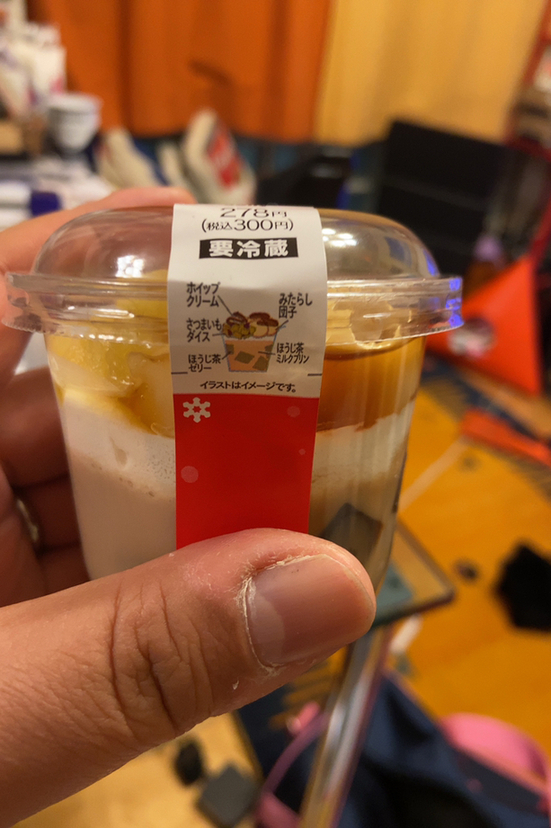 278円
(税込300円)
要冷蔵
ホイップ
クリーム
みたらし
団子
さつまいも
ダイス
ほうじ茶
ゼリー
ほうじ茶
ミルクプリン
イラストはイメージです。